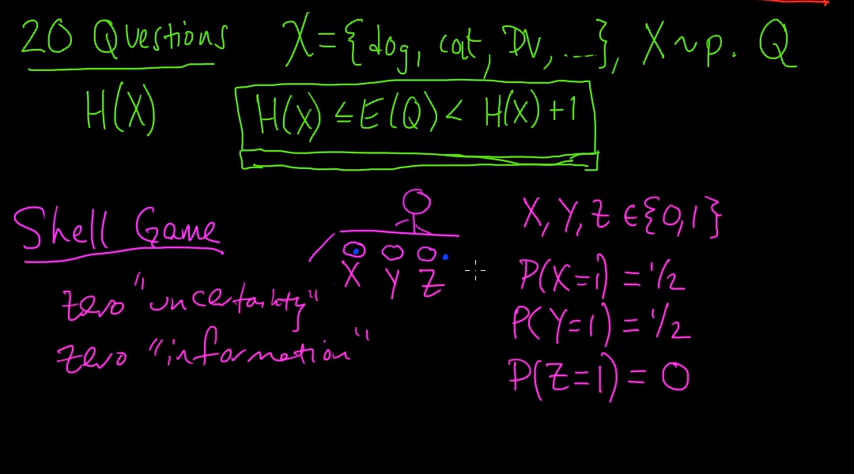 20 Questions X={dog, cat, DV, ...}, X~p. Q
H(X) H(X) ≤ E(Q) < H(X)+1
Shell Game
X Y Z
zero "uncertainty"
zero "information"
X,Y,Z ∈{0,1}
P(X=1) = 1/2
P(Y=1) = 1/2
P(Z=1) = 0